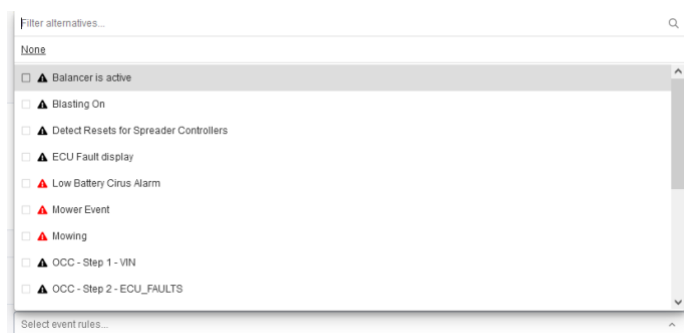 Filter alternatives...
None
Balancer is active
Blasting On
Detect Resets for Spreader Controllers
ECU Fault display
Low Battery Cirus Alarm
Mower Event
Mowing
OCC - Step 1 - VIN
OCC - Step 2 - ECU_FAULTS
Select event rules...